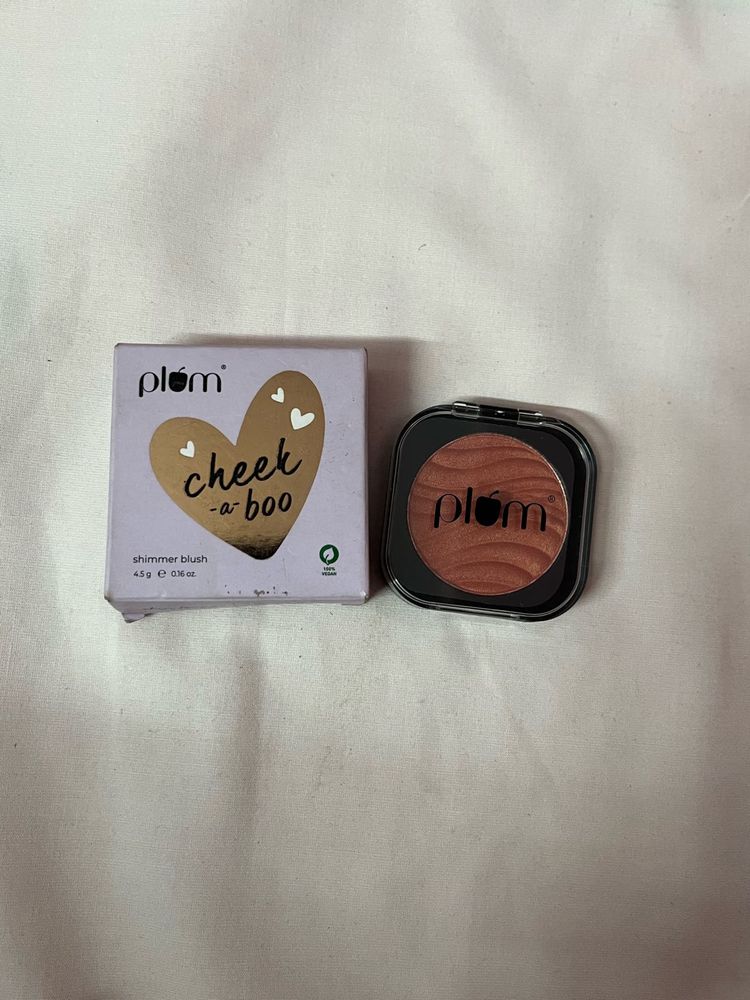 plum®
cheek
-a- boo
shimmer blush
4.5 g ℮ 0.16 oz.
100%
VEGAN
plum®